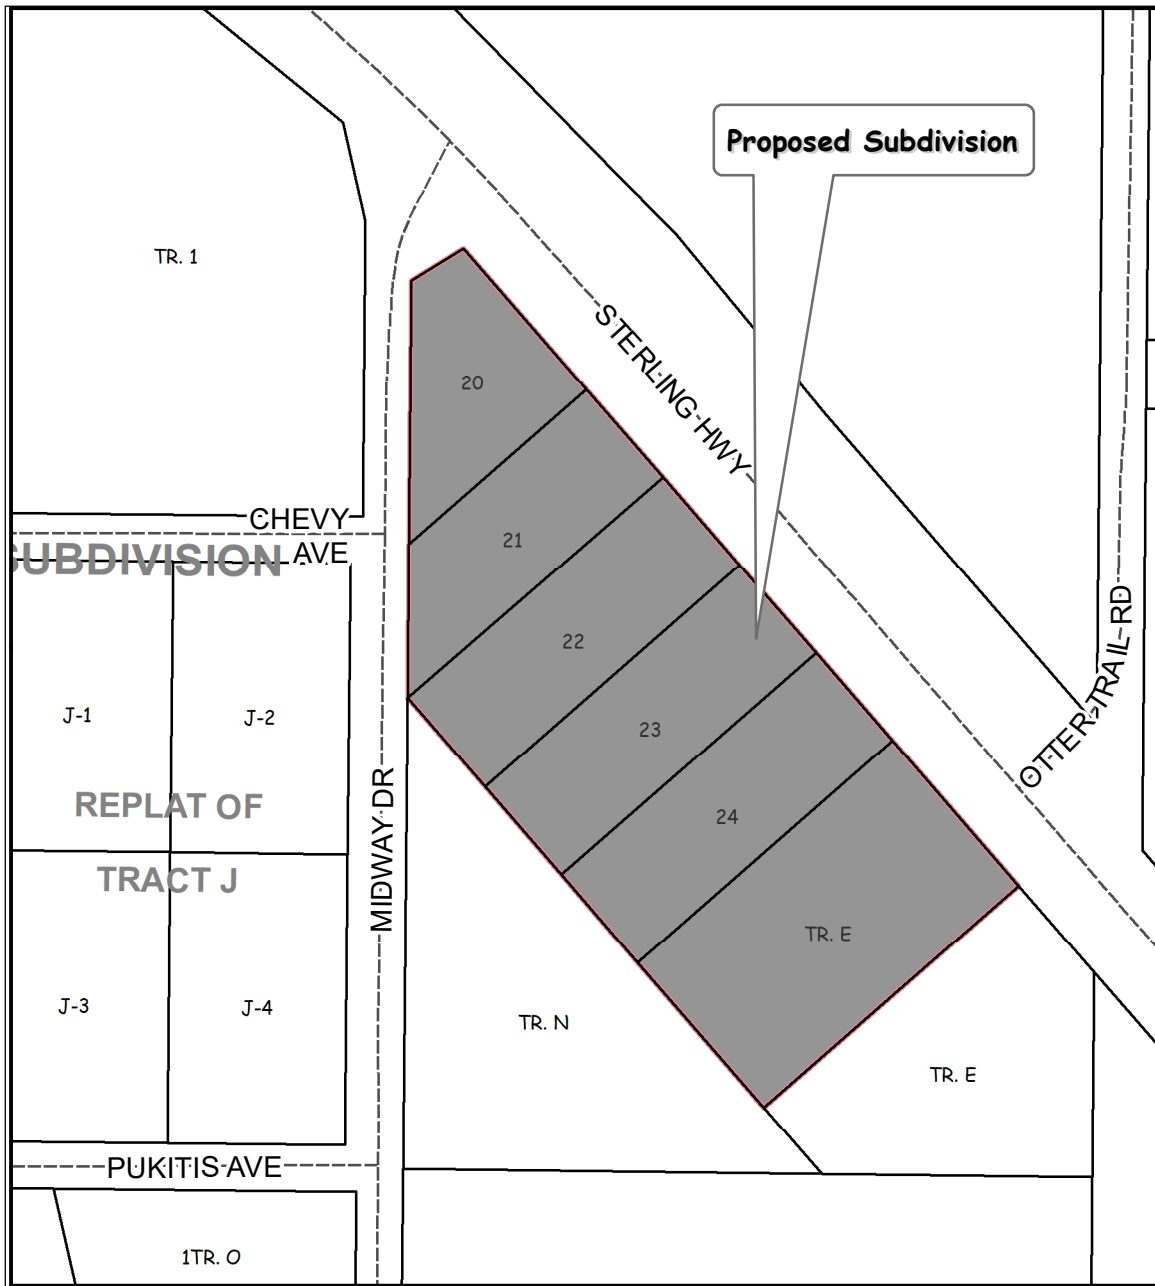 Proposed Subdivision
TR. 1
STERLING HWY
20
CHEVY
AVE
SUBDIVISION
21
OTTER TRAIL RD
22
J-1
J-2
23
REPLAT OF
24
MIDWAY DR
TRACT J
TR. E
J-3
J-4
TR. N
TR. E
PUKITIS AVE
1TR. O